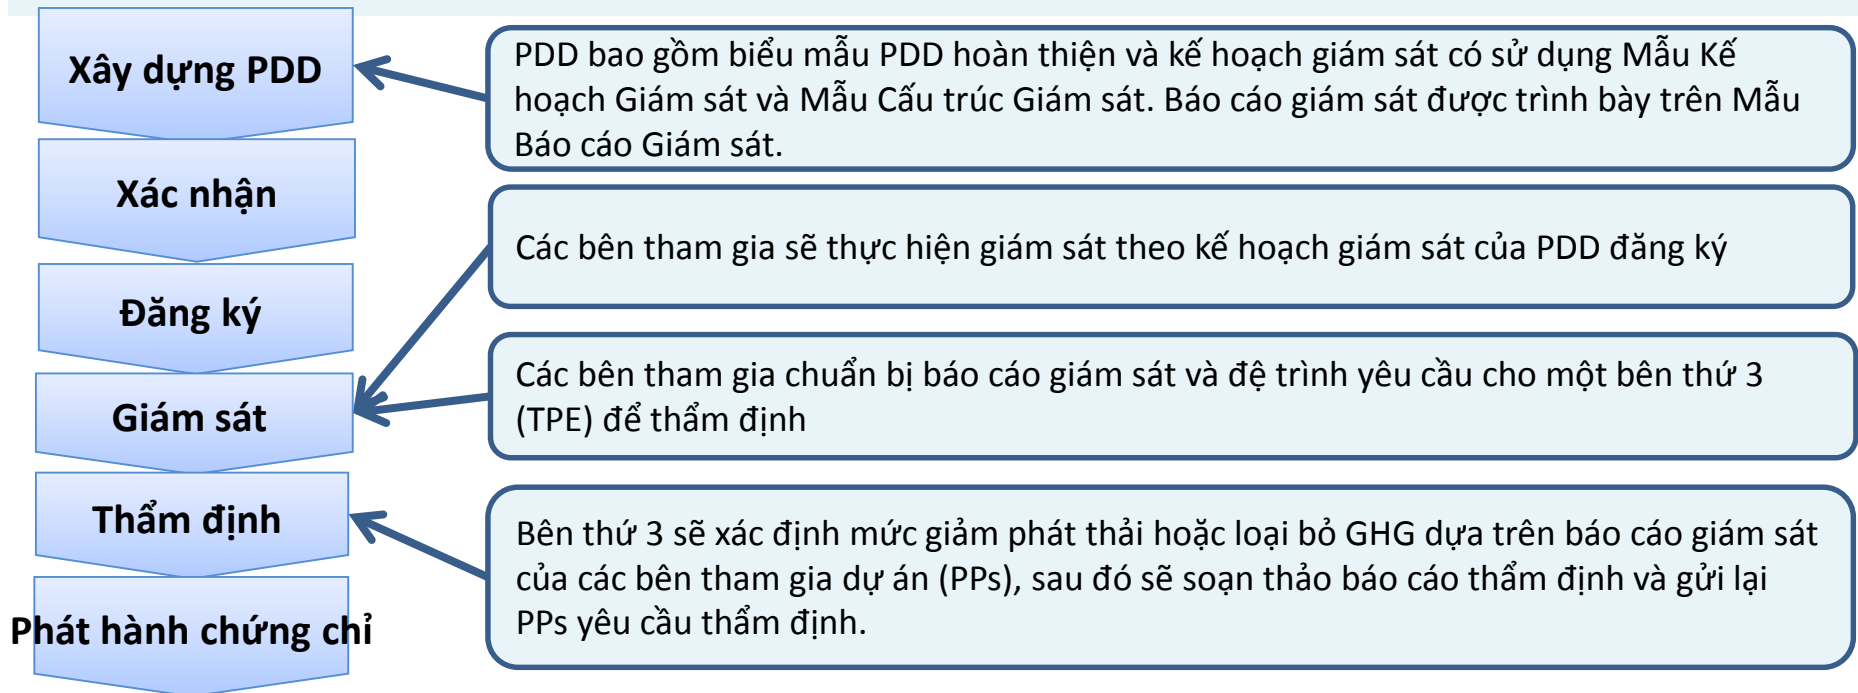 Xây dựng PDD
PDD bao gồm biểu mẫu PDD hoàn thiện và kế hoạch giám sát có sử dụng Mẫu Kế
hoạch Giám sát và Mẫu Cấu trúc Giám sát. Báo cáo giám sát được trình bày trên Mẫu
Báo cáo Giám sát.
Xác nhận
Đăng ký
Các bên tham gia sẽ thực hiện giám sát theo kế hoạch giám sát của PDD đăng ký
Giám sát
Các bên tham gia chuẩn bị báo cáo giám sát và đệ trình yêu cầu cho một bên thứ 3
(TPE) để thẩm định
Thẩm định
Bên thứ 3 sẽ xác định mức giảm phát thải hoặc loại bỏ GHG dựa trên báo cáo giám sát
của các bên tham gia dự án (PPs), sau đó sẽ soạn thảo báo cáo thẩm định và gửi lại
PPs yêu cầu thẩm định.
Phát hành chứng chỉ